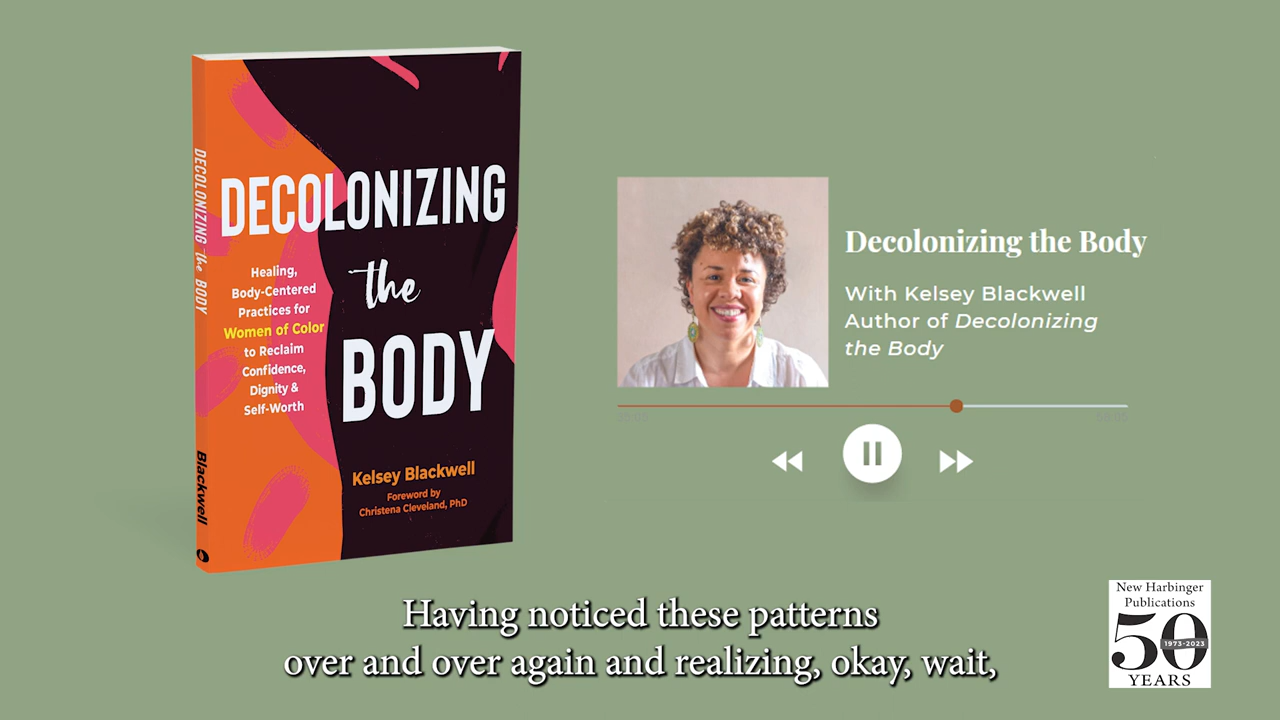 DECOLONIZING the BODY
Blackwell
DECOLONIZING
the
BODY
Healing,
Body-Centered
Practices for
Women of Color
to Reclaim
Confidence,
Dignity &
Self-Worth
Kelsey Blackwell
Foreword by
Christena Cleveland, PhD
Decolonizing the Body
With Kelsey Blackwell
Author of Decolonizing
the Body
Having noticed these patterns
over and over again and realizing, okay, wait,
New Harbinger
Publications
50
1973-2023
YEARS